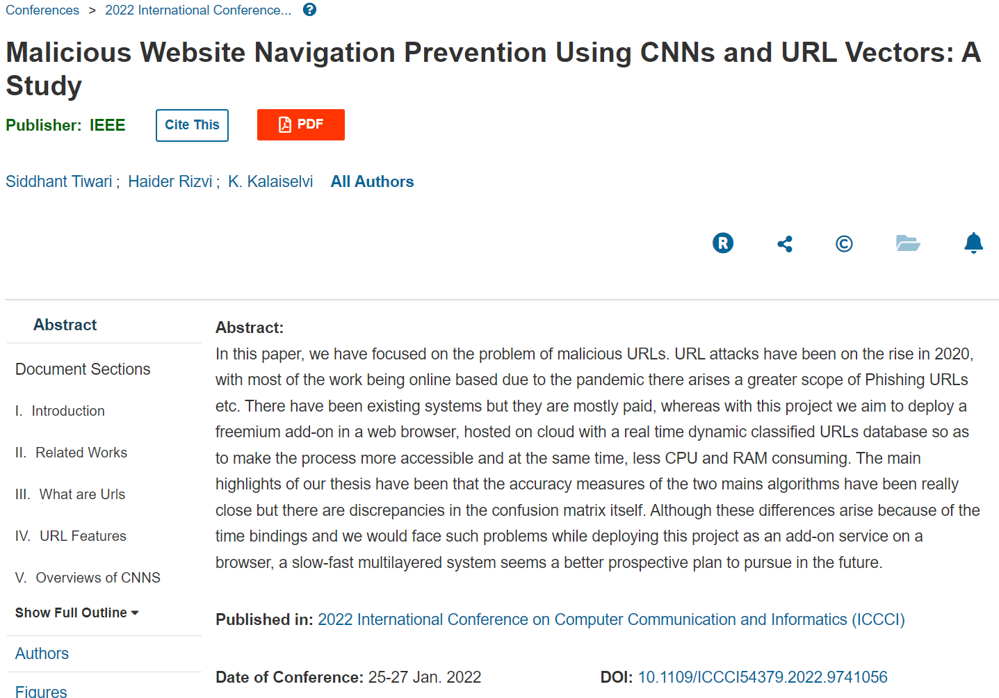 Conferences > 2022 International Conference... ?
Malicious Website Navigation Prevention Using CNNs and URL Vectors: A
Study
Publisher: IEEE Cite This PDF
Siddhant Tiwari ; Haider Rizvi ; K. Kalaiselvi All Authors
R ©
Abstract
Document Sections
I. Introduction
II. Related Works
III. What are Urls
IV. URL Features
V. Overviews of CNNS
Show Full Outline
Authors
Figures
Abstract:
In this paper, we have focused on the problem of malicious URLs. URL attacks have been on the rise in 2020,
with most of the work being online based due to the pandemic there arises a greater scope of Phishing URLs
etc. There have been existing systems but they are mostly paid, whereas with this project we aim to deploy a
freemium add-on in a web browser, hosted on cloud with a real time dynamic classified URLs database so as
to make the process more accessible and at the same time, less CPU and RAM consuming. The main
highlights of our thesis have been that the accuracy measures of the two mains algorithms have been really
close but there are discrepancies in the confusion matrix itself. Although these differences arise because of the
time bindings and we would face such problems while deploying this project as an add-on service on a
browser, a slow-fast multilayered system seems a better prospective plan to pursue in the future.
Published in: 2022 International Conference on Computer Communication and Informatics (ICCCI)
Date of Conference: 25-27 Jan. 2022 DOI: 10.1109/ICCCI54379.2022.9741056